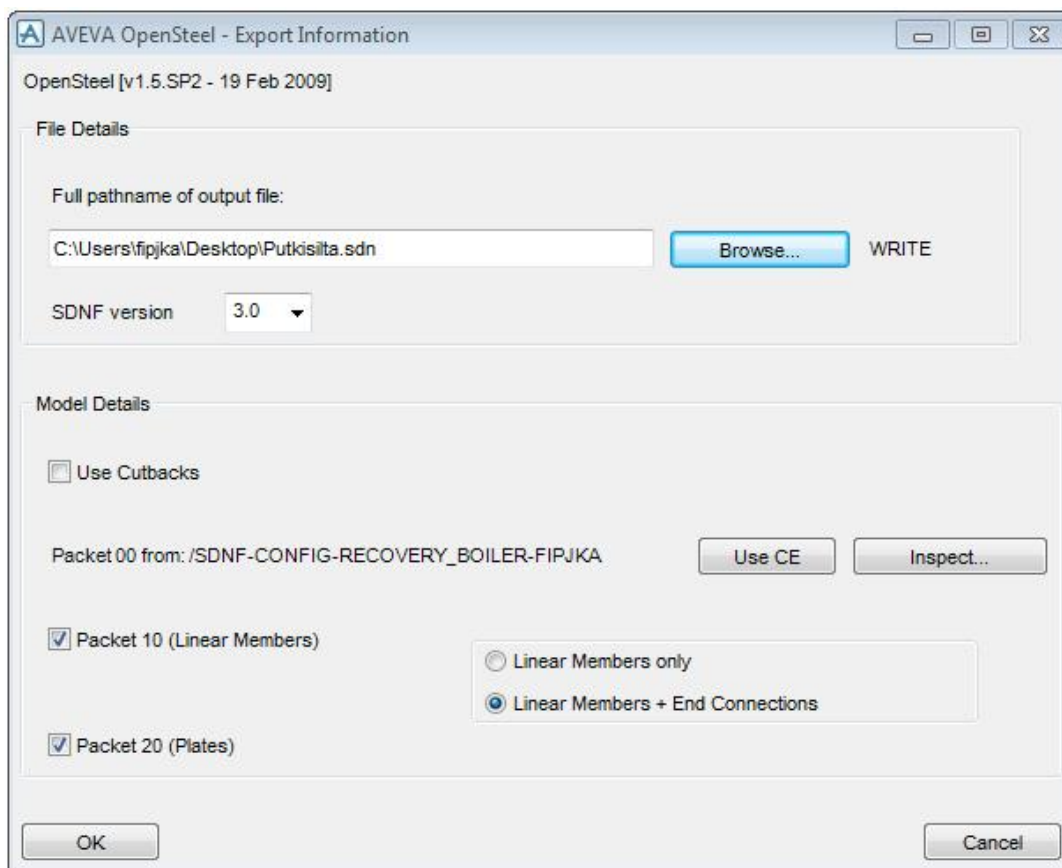 AVEVA OpenSteel - Export Information
OpenSteel [v1.5.SP2 - 19 Feb 2009]
File Details
Full pathname of output file:
C:\Users\fipjka\Desktop\Putkisilta.sdn Browse... WRITE
SDNF version 3.0
Model Details
Use Cutbacks
Packet 00 from: /SDNF-CONFIG-RECOVERY_BOILER-FIPJKA Use CE Inspect...
Packet 10 (Linear Members)
Linear Members only
Linear Members + End Connections
Packet 20 (Plates)
OK Cancel